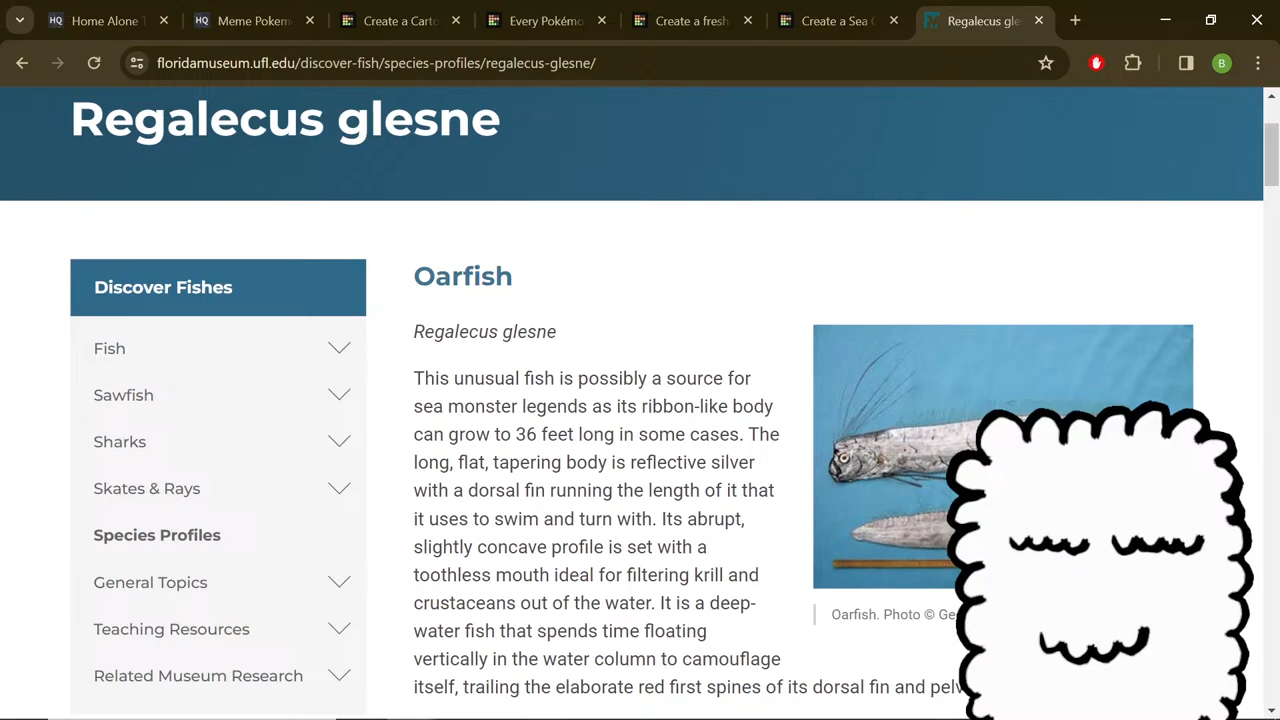 Home Alone T
Meme Pokem
Create a Carto
Every Pokémo
Create a fresh
Create a Sea C
Regalecus gle
floridamuseum.ufl.edu/discover-fish/species-profiles/regalecus-glesne/
B
Regalecus glesne
Discover Fishes
Fish
Sawfish
Sharks
Skates & Rays
Species Profiles
General Topics
Teaching Resources
Related Museum Research
Oarfish
Regalecus glesne
This unusual fish is possibly a source for
sea monster legends as its ribbon-like body
can grow to 36 feet long in some cases. The
long, flat, tapering body is reflective silver
with a dorsal fin running the length of it that
it uses to swim and turn with. Its abrupt,
slightly concave profile is set with a
toothless mouth ideal for filtering krill and
crustaceans out of the water. It is a deep-
water fish that spends time floating
vertically in the water column to camouflage
itself, trailing the elaborate red first spines of its dorsal fin and pelv
Oarfish. Photo © Ge